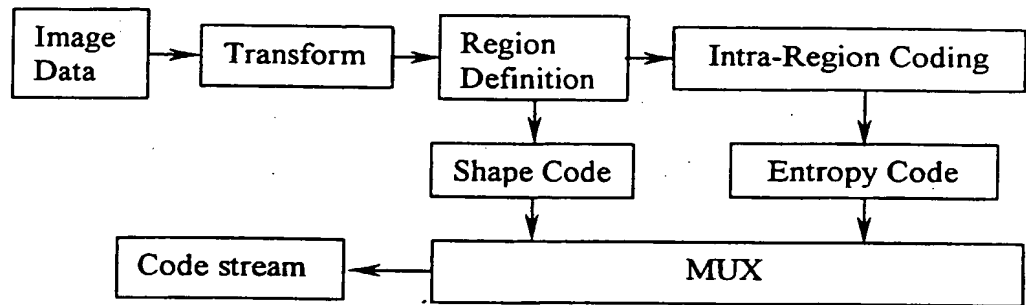 Image
Data
Transform
Region
Definition
Intra-Region Coding
Shape Code
Entropy Code
Code stream
MUX